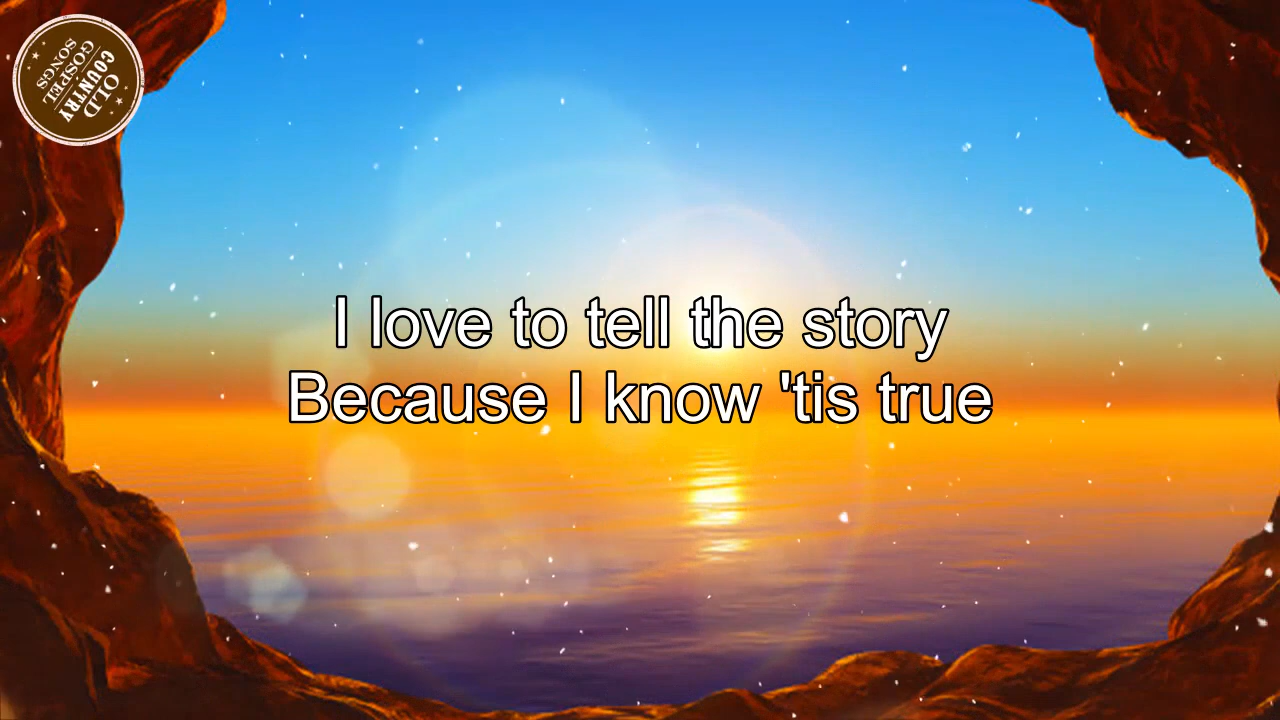 OLD
COUNTRY
GOSPEL
SONGS
I love to tell the story
Because I know 'tis true